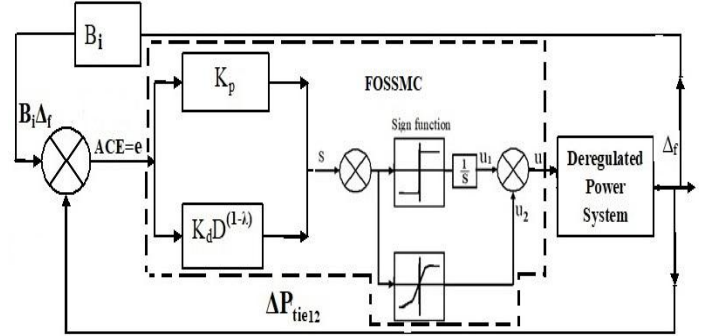 Bi
Kp
FOSSMC
BiΔf
ACE=e
Sign function
S
1/S
u1
u
u2
Deregulated
Power
System
Δf
KdD(1-λ)
ΔPtie12